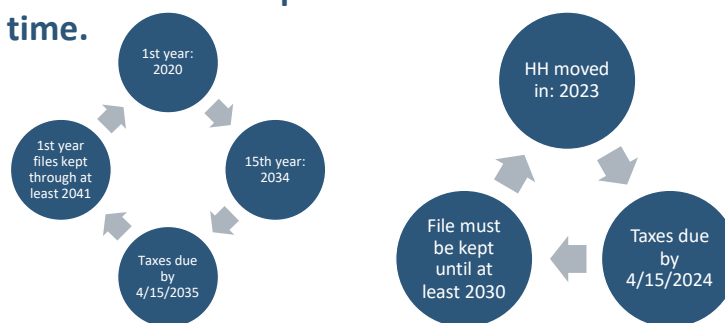 time.
1st year:
2020
15th year:
2034
Taxes due
by
4/15/2035
1st year
files kept
through at
least 2041
HH moved
in: 2023
Taxes due
by
4/15/2024
File must
be kept
until at
least 2030